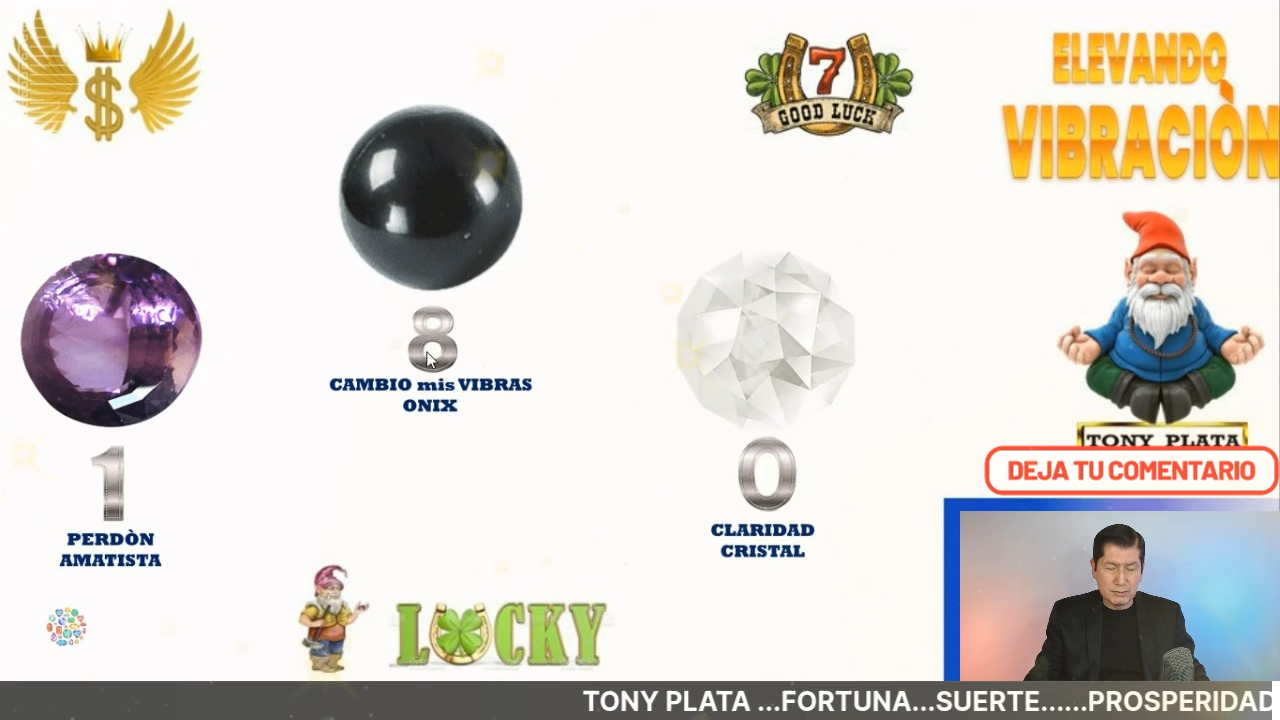 $
7
GOOD LUCK
ELEVANDO
VIBRACIÒN
8
CAMBIO mis VIBRAS
ONIX
1
PERDÒN
AMATISTA
0
CLARIDAD
CRISTAL
TONY PLATA
DEJA TU COMENTARIO
LUCKY
TONY PLATA ...FORTUNA...SUERTE......PROSPERIDAD